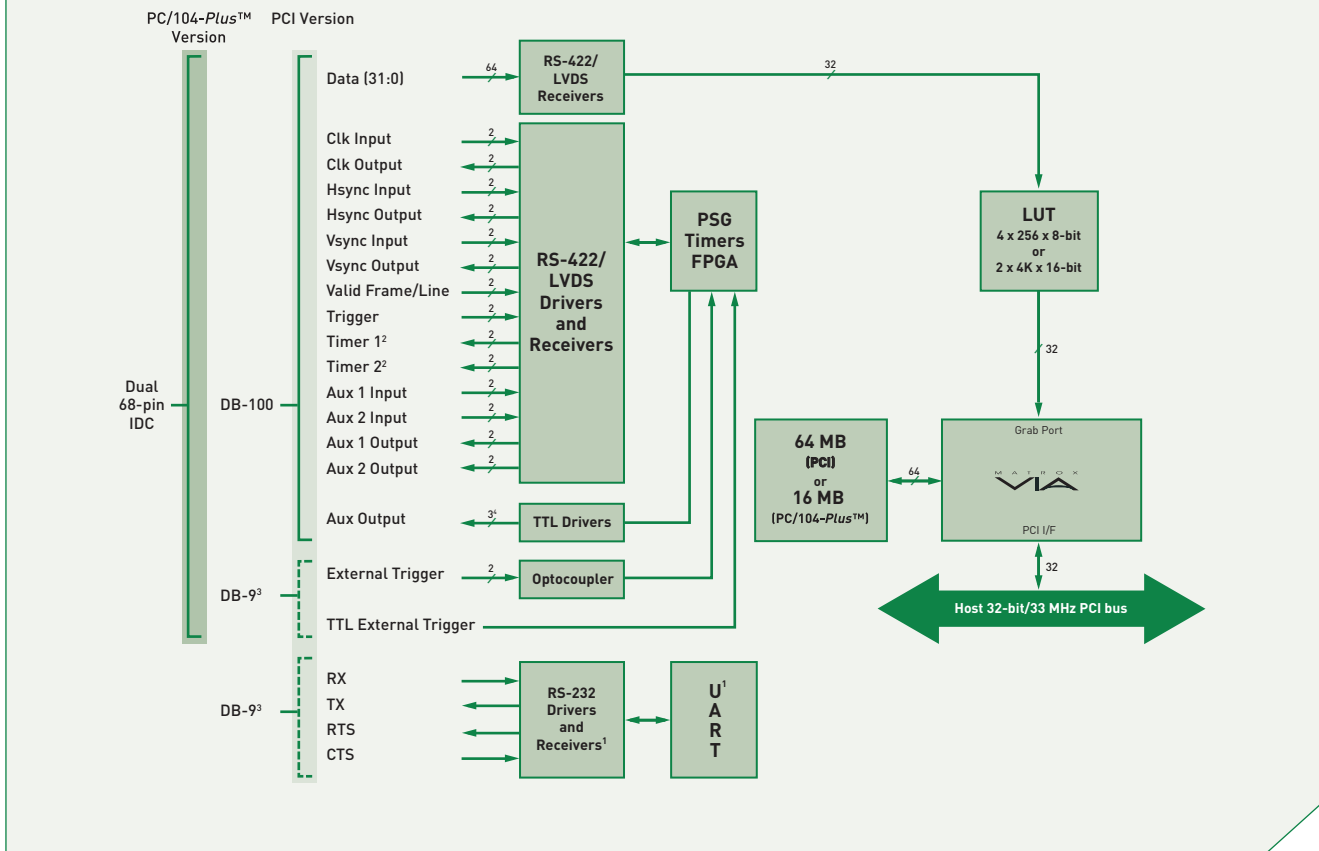 PC/104-Plus™
Version
PCI Version
Dual
68-pin
IDC
DB-100
DB-9³
DB-9³
Data (31:0)
64
RS-422/
LVDS
Receivers
32
Clk Input
2
Clk Output
2
Hsync Input
2
Hsync Output
2
Vsync Input
2
Vsync Output
2
Valid Frame/Line
2
Trigger
2
Timer 1²
2
Timer 2²
2
Aux 1 Input
2
Aux 2 Input
2
Aux 1 Output
2
Aux 2 Output
2
RS-422/
LVDS
Drivers
and
Receivers
PSG
Timers
FPGA
LUT
4 x 256 x 8-bit
or
2 x 4K x 16-bit
32
64 MB
(PCI)
or
16 MB
(PC/104-Plus™)
64
Grab Port
MATROX
VIA
PCI I/F
32
Host 32-bit/33 MHz PCI bus
Aux Output
3⁴
TTL Drivers
External Trigger
2
Optocoupler
TTL External Trigger
RX
TX
RTS
CTS
RS-232
Drivers
and
Receivers¹
U¹
A
R
T